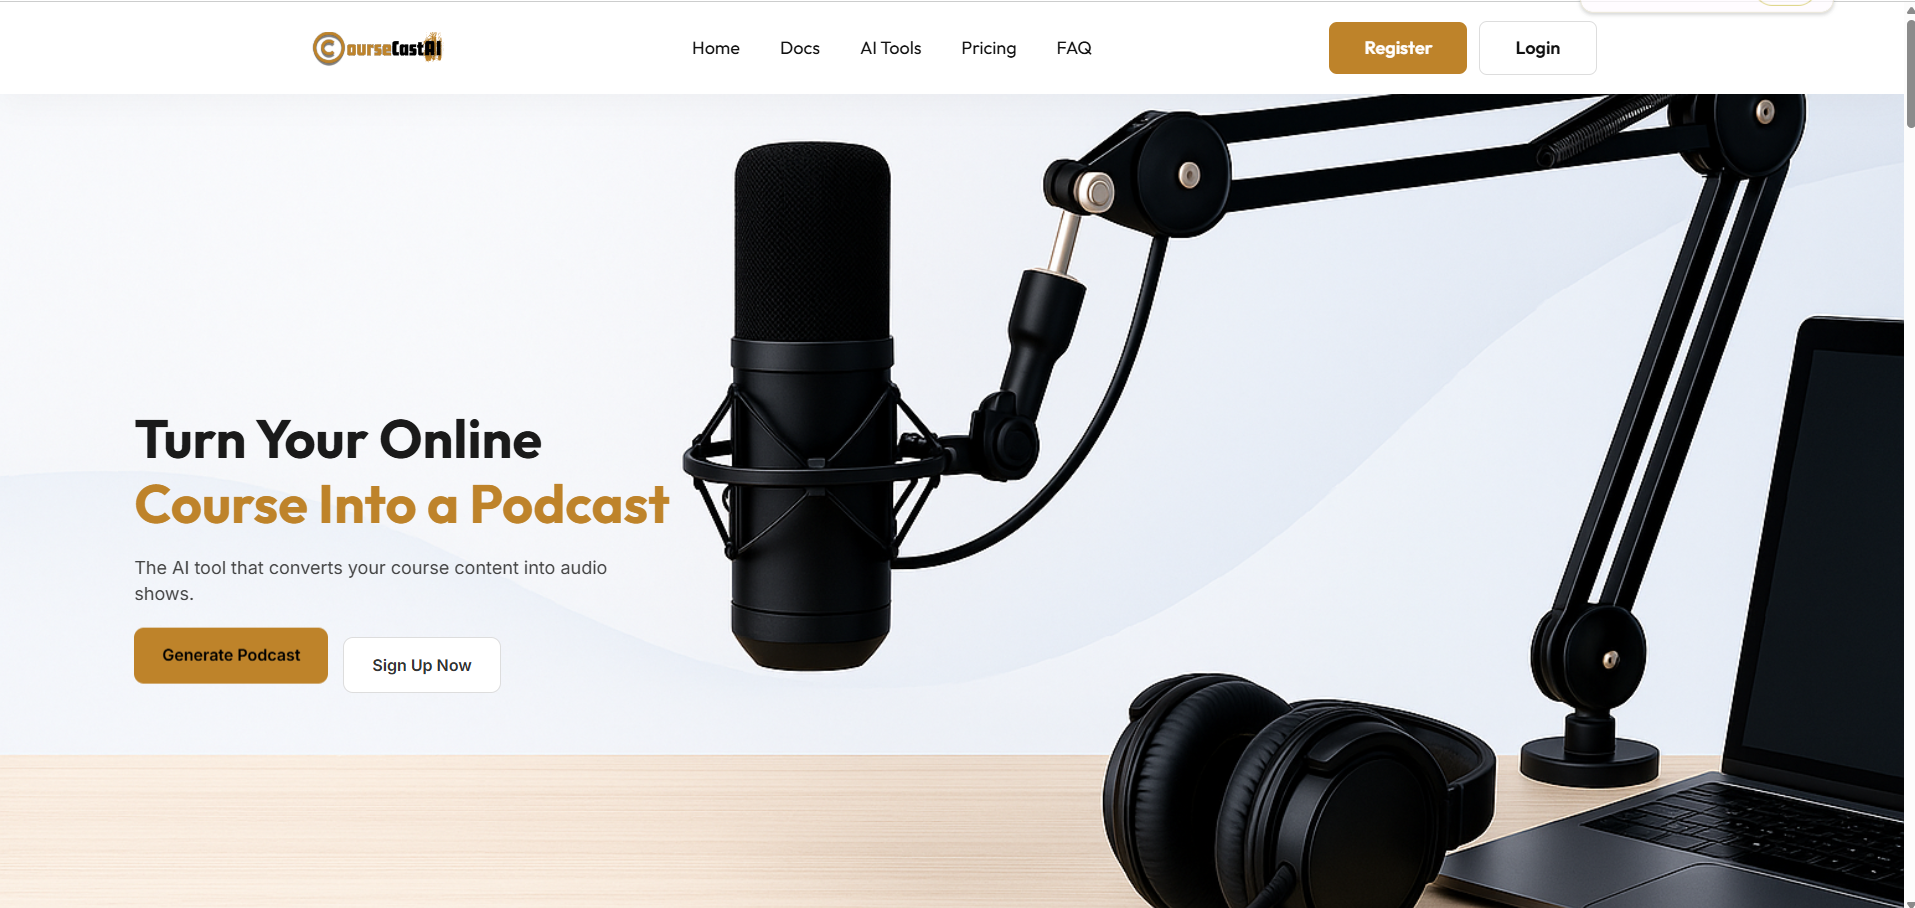 CourseCastAI
Home Docs AI Tools Pricing FAQ
Register Login
Turn Your Online
Course Into a Podcast
The AI tool that converts your course content into audio
shows.
Generate Podcast Sign Up Now